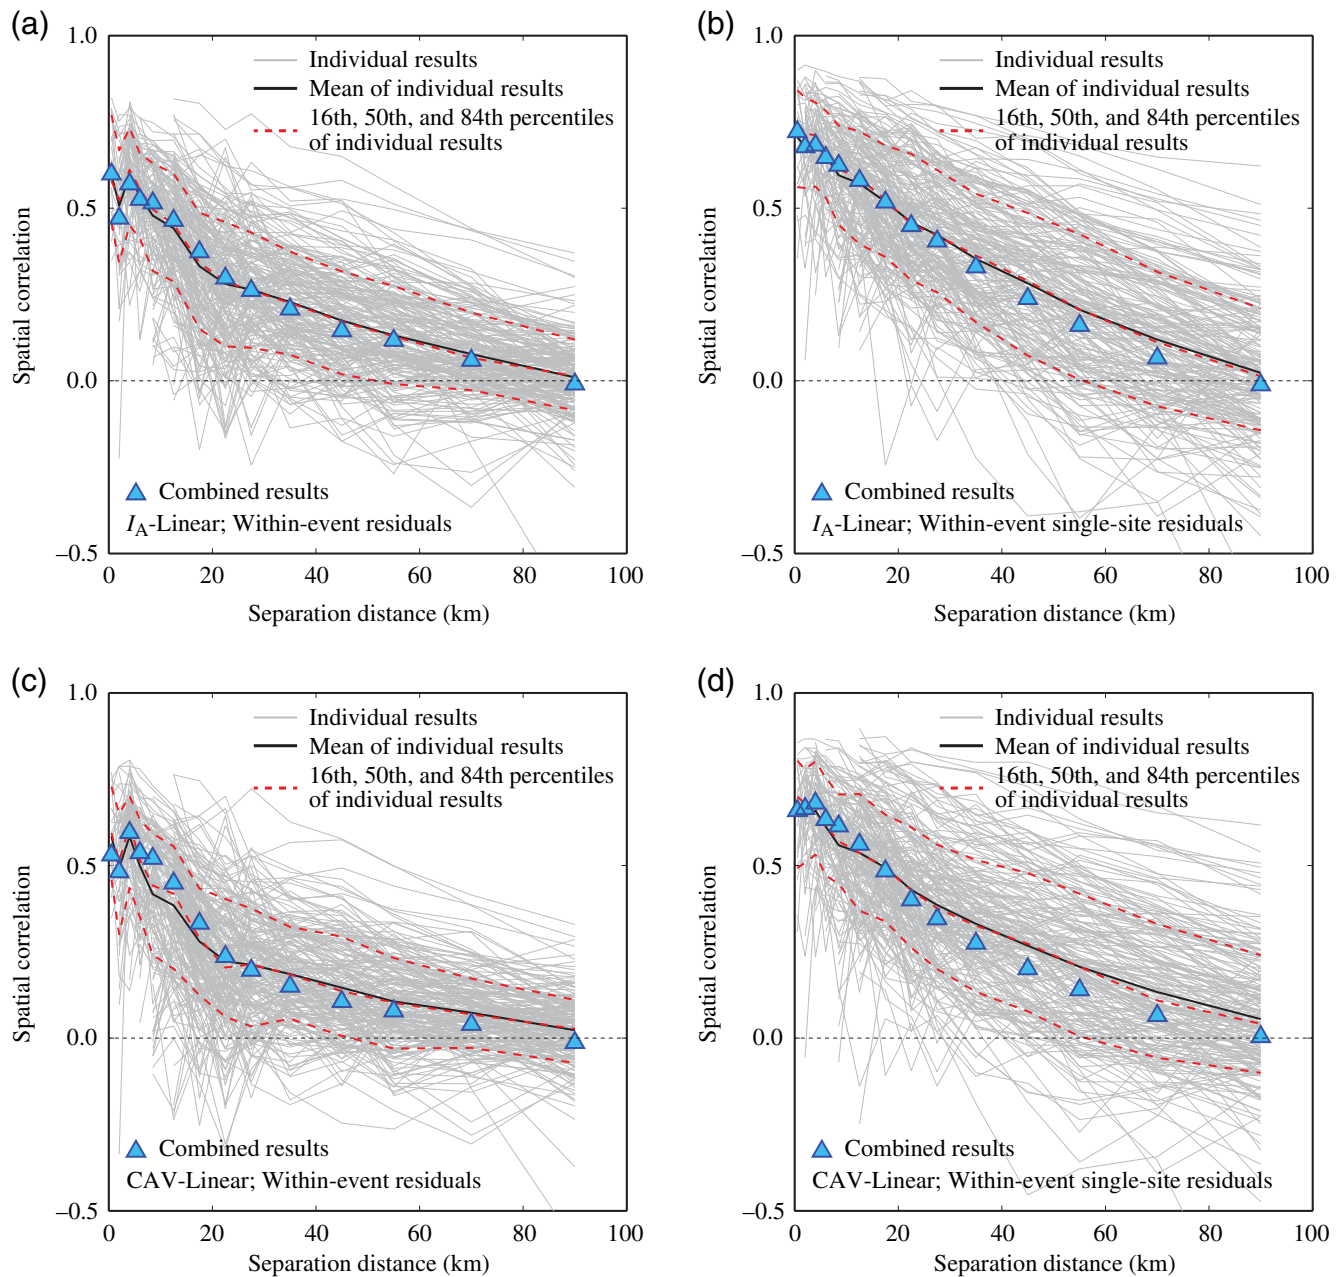 (a)
1.0
Individual results
Mean of individual results
16th, 50th, and 84th percentiles
of individual results
0.5
Spatial correlation
0.0
Combined results
I_A-Linear; Within-event residuals
–0.5
0 20 40 60 80 100
Separation distance (km)
(b)
1.0
Individual results
Mean of individual results
16th, 50th, and 84th percentiles
of individual results
0.5
Spatial correlation
0.0
Combined results
I_A-Linear; Within-event single-site residuals
–0.5
0 20 40 60 80 100
Separation distance (km)
(c)
1.0
Individual results
Mean of individual results
16th, 50th, and 84th percentiles
of individual results
0.5
Spatial correlation
0.0
Combined results
CAV-Linear; Within-event residuals
–0.5
0 20 40 60 80 100
Separation distance (km)
(d)
1.0
Individual results
Mean of individual results
16th, 50th, and 84th percentiles
of individual results
0.5
Spatial correlation
0.0
Combined results
CAV-Linear; Within-event single-site residuals
–0.5
0 20 40 60 80 100
Separation distance (km)